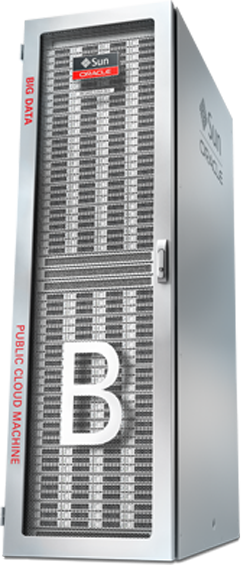 Sun
ORACLE
BIG DATA
PUBLIC CLOUD MACHINE
B
Sun
ORACLE